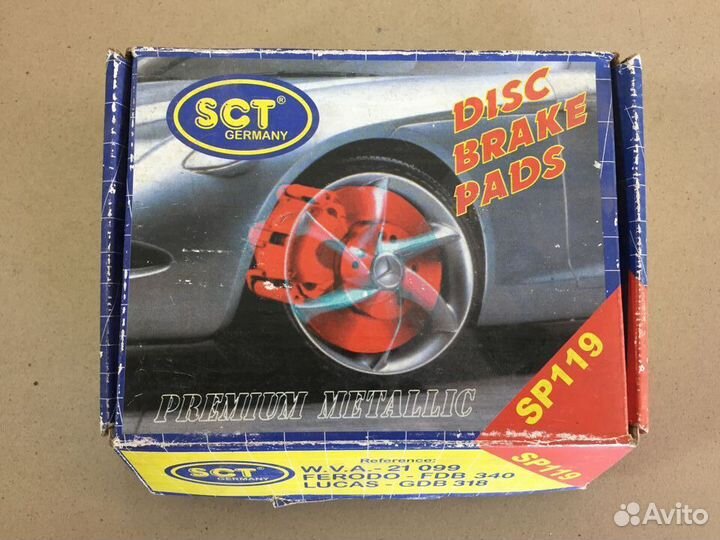 SCT®
GERMANY
DISC
BRAKE
PADS
PREMIUM METALLIC
SP119
SCT
GERMANY
Reference:
W.V.A.- 21 099
FERODO - FDB 340
LUCAS - GDB 318
SP119
Avito